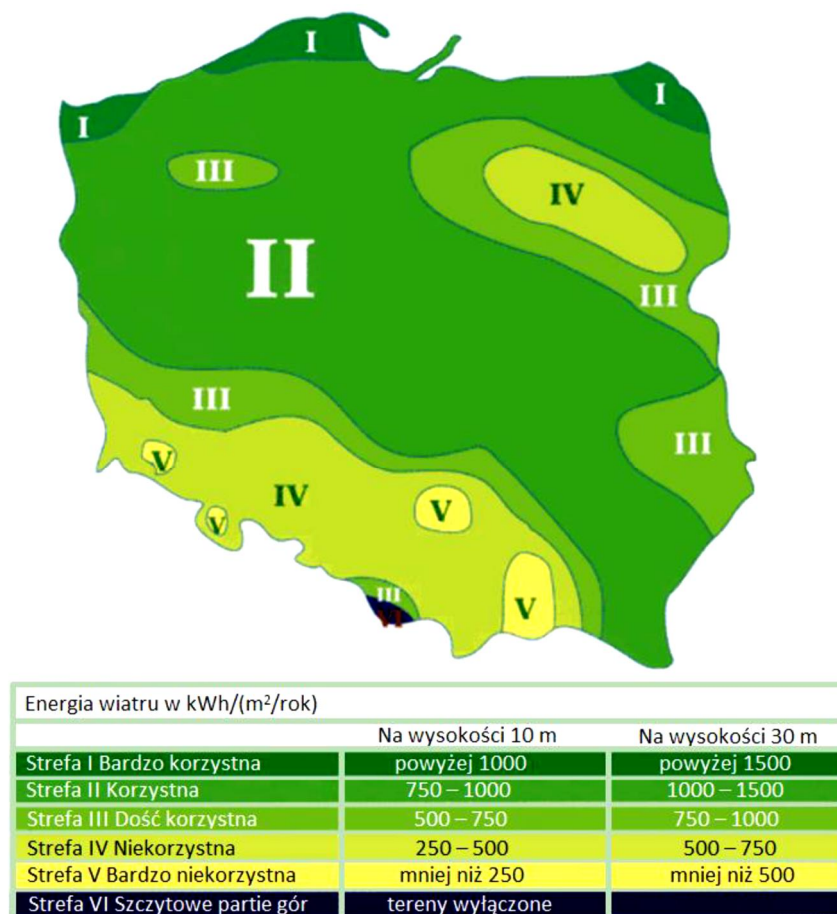 I
I
I
III
IV
II
III
III
III
IV
V
V
V
V
III
VI
Energia wiatru w kWh/(m²/rok)
Na wysokości 10 m Na wysokości 30 m
Strefa I Bardzo korzystna powyżej 1000 powyżej 1500
Strefa II Korzystna 750 – 1000 1000 – 1500
Strefa III Dość korzystna 500 – 750 750 – 1000
Strefa IV Niekorzystna 250 – 500 500 – 750
Strefa V Bardzo niekorzystna mniej niż 250 mniej niż 500
Strefa VI Szczytowe partie gór tereny wyłączone